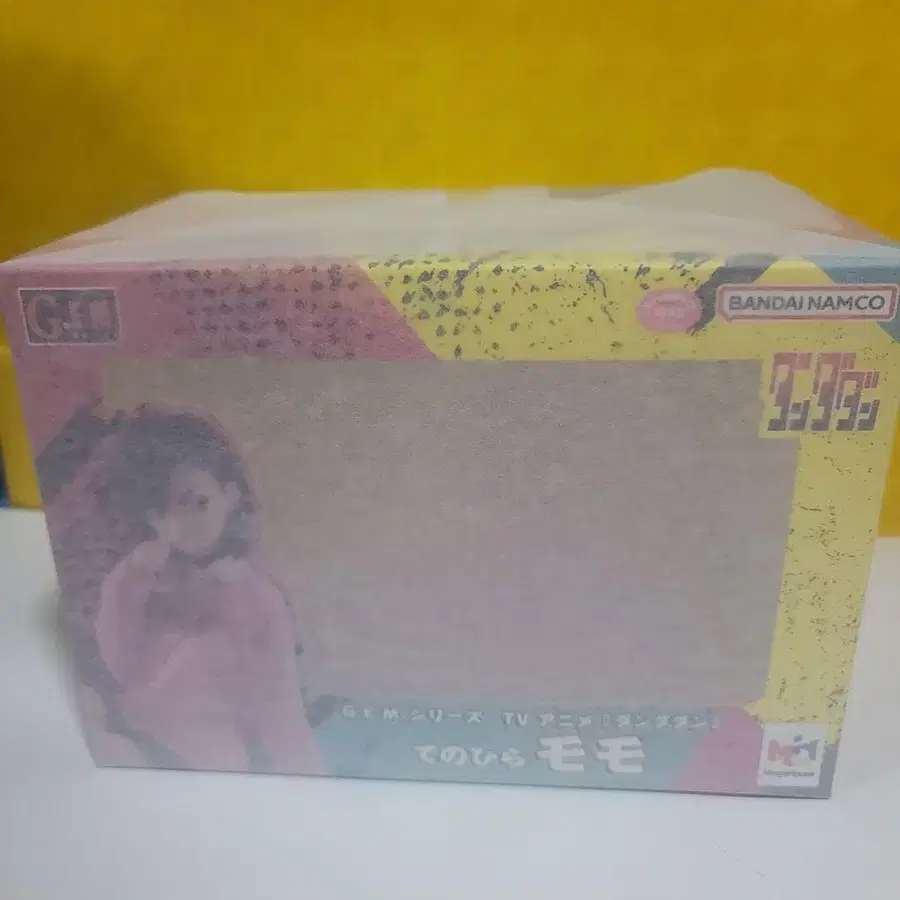 G.E.M.
BANDAI NAMCO
ダンダダン
G.E.M.シリーズ TVアニメ『ダンダダン』
てのひら モモ
MegaHouse